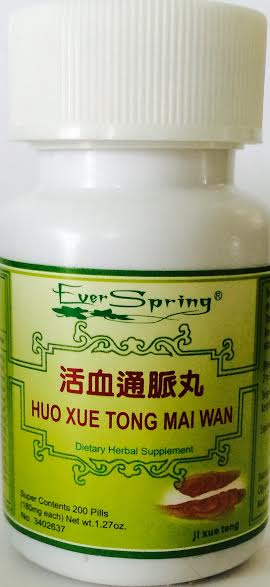 Ever Spring®
活血通脈丸
HUO XUE TONG MAI WAN
Dietary Herbal Supplement
Super Contents 200 Pills
(180mg each) Net wt.1.27oz.
No. 3402637
ji xue teng